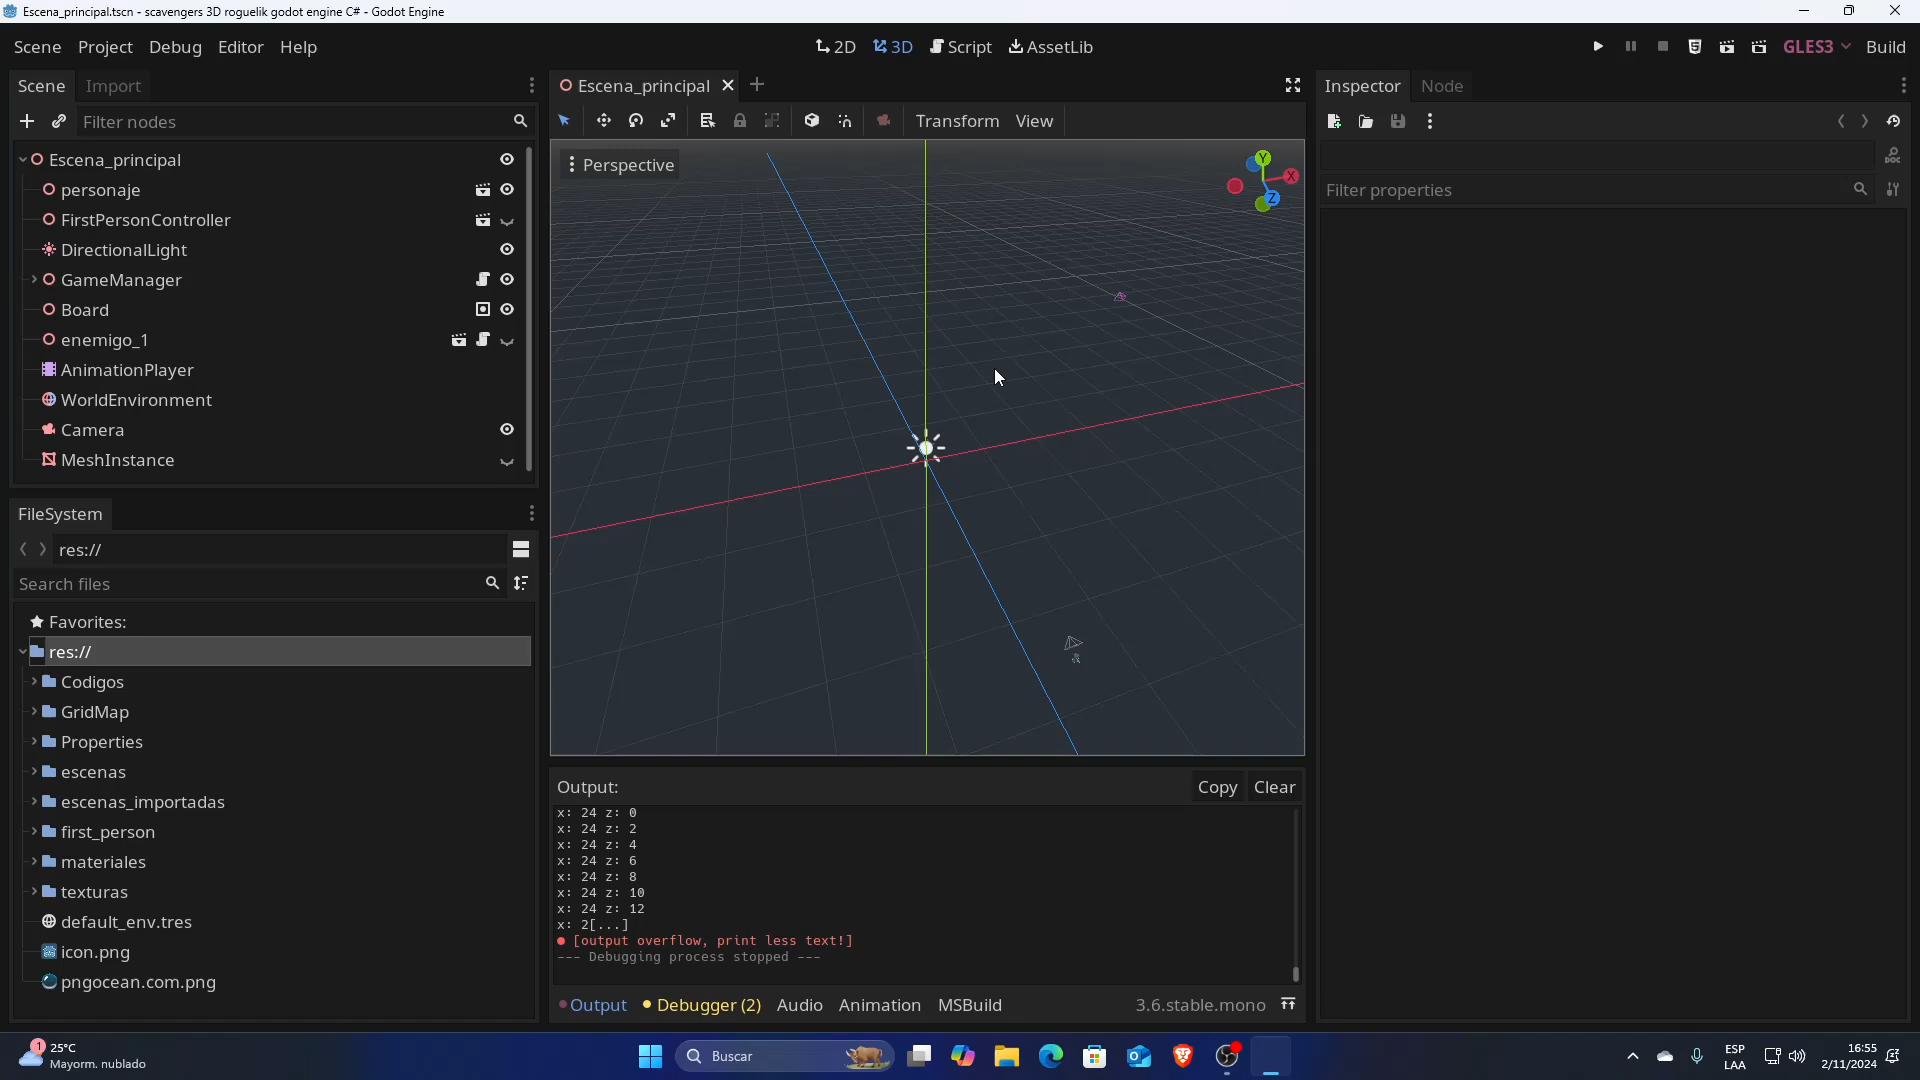 Escena_principal.tscn - scavengers 3D roguelik godot engine C# - Godot Engine
Scene Project Debug Editor Help
2D 3D Script AssetLib
GLES3 Build
Scene Import
Filter nodes
Escena_principal
personaje
FirstPersonController
DirectionalLight
GameManager
Board
enemigo_1
AnimationPlayer
WorldEnvironment
Camera
MeshInstance
FileSystem
res://
Search files
Favorites:
res://
Codigos
GridMap
Properties
escenas
escenas_importadas
first_person
materiales
texturas
default_env.tres
icon.png
pngocean.com.png
Escena_principal
Transform View
Perspective
Y
X
Z
Output:
Copy Clear
x: 24 z: 0
x: 24 z: 2
x: 24 z: 4
x: 24 z: 6
x: 24 z: 8
x: 24 z: 10
x: 24 z: 12
x: 2[...]
[output overflow, print less text!]
--- Debugging process stopped ---
Output Debugger (2) Audio Animation MSBuild 3.6.stable.mono
Inspector Node
DOC
Filter properties
1
25°C
Mayorm. nublado
Buscar
ESP
LAA
16:55
2/11/2024